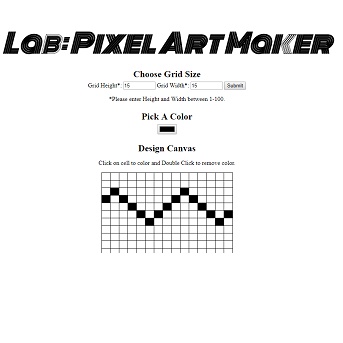 Lab: Pixel Art Maker
Choose Grid Size
Grid Height*: 15 Grid Width*: 15 Submit
*Please enter Height and Width between 1-100.
Pick A Color
Design Canvas
Click on cell to color and Double Click to remove color.